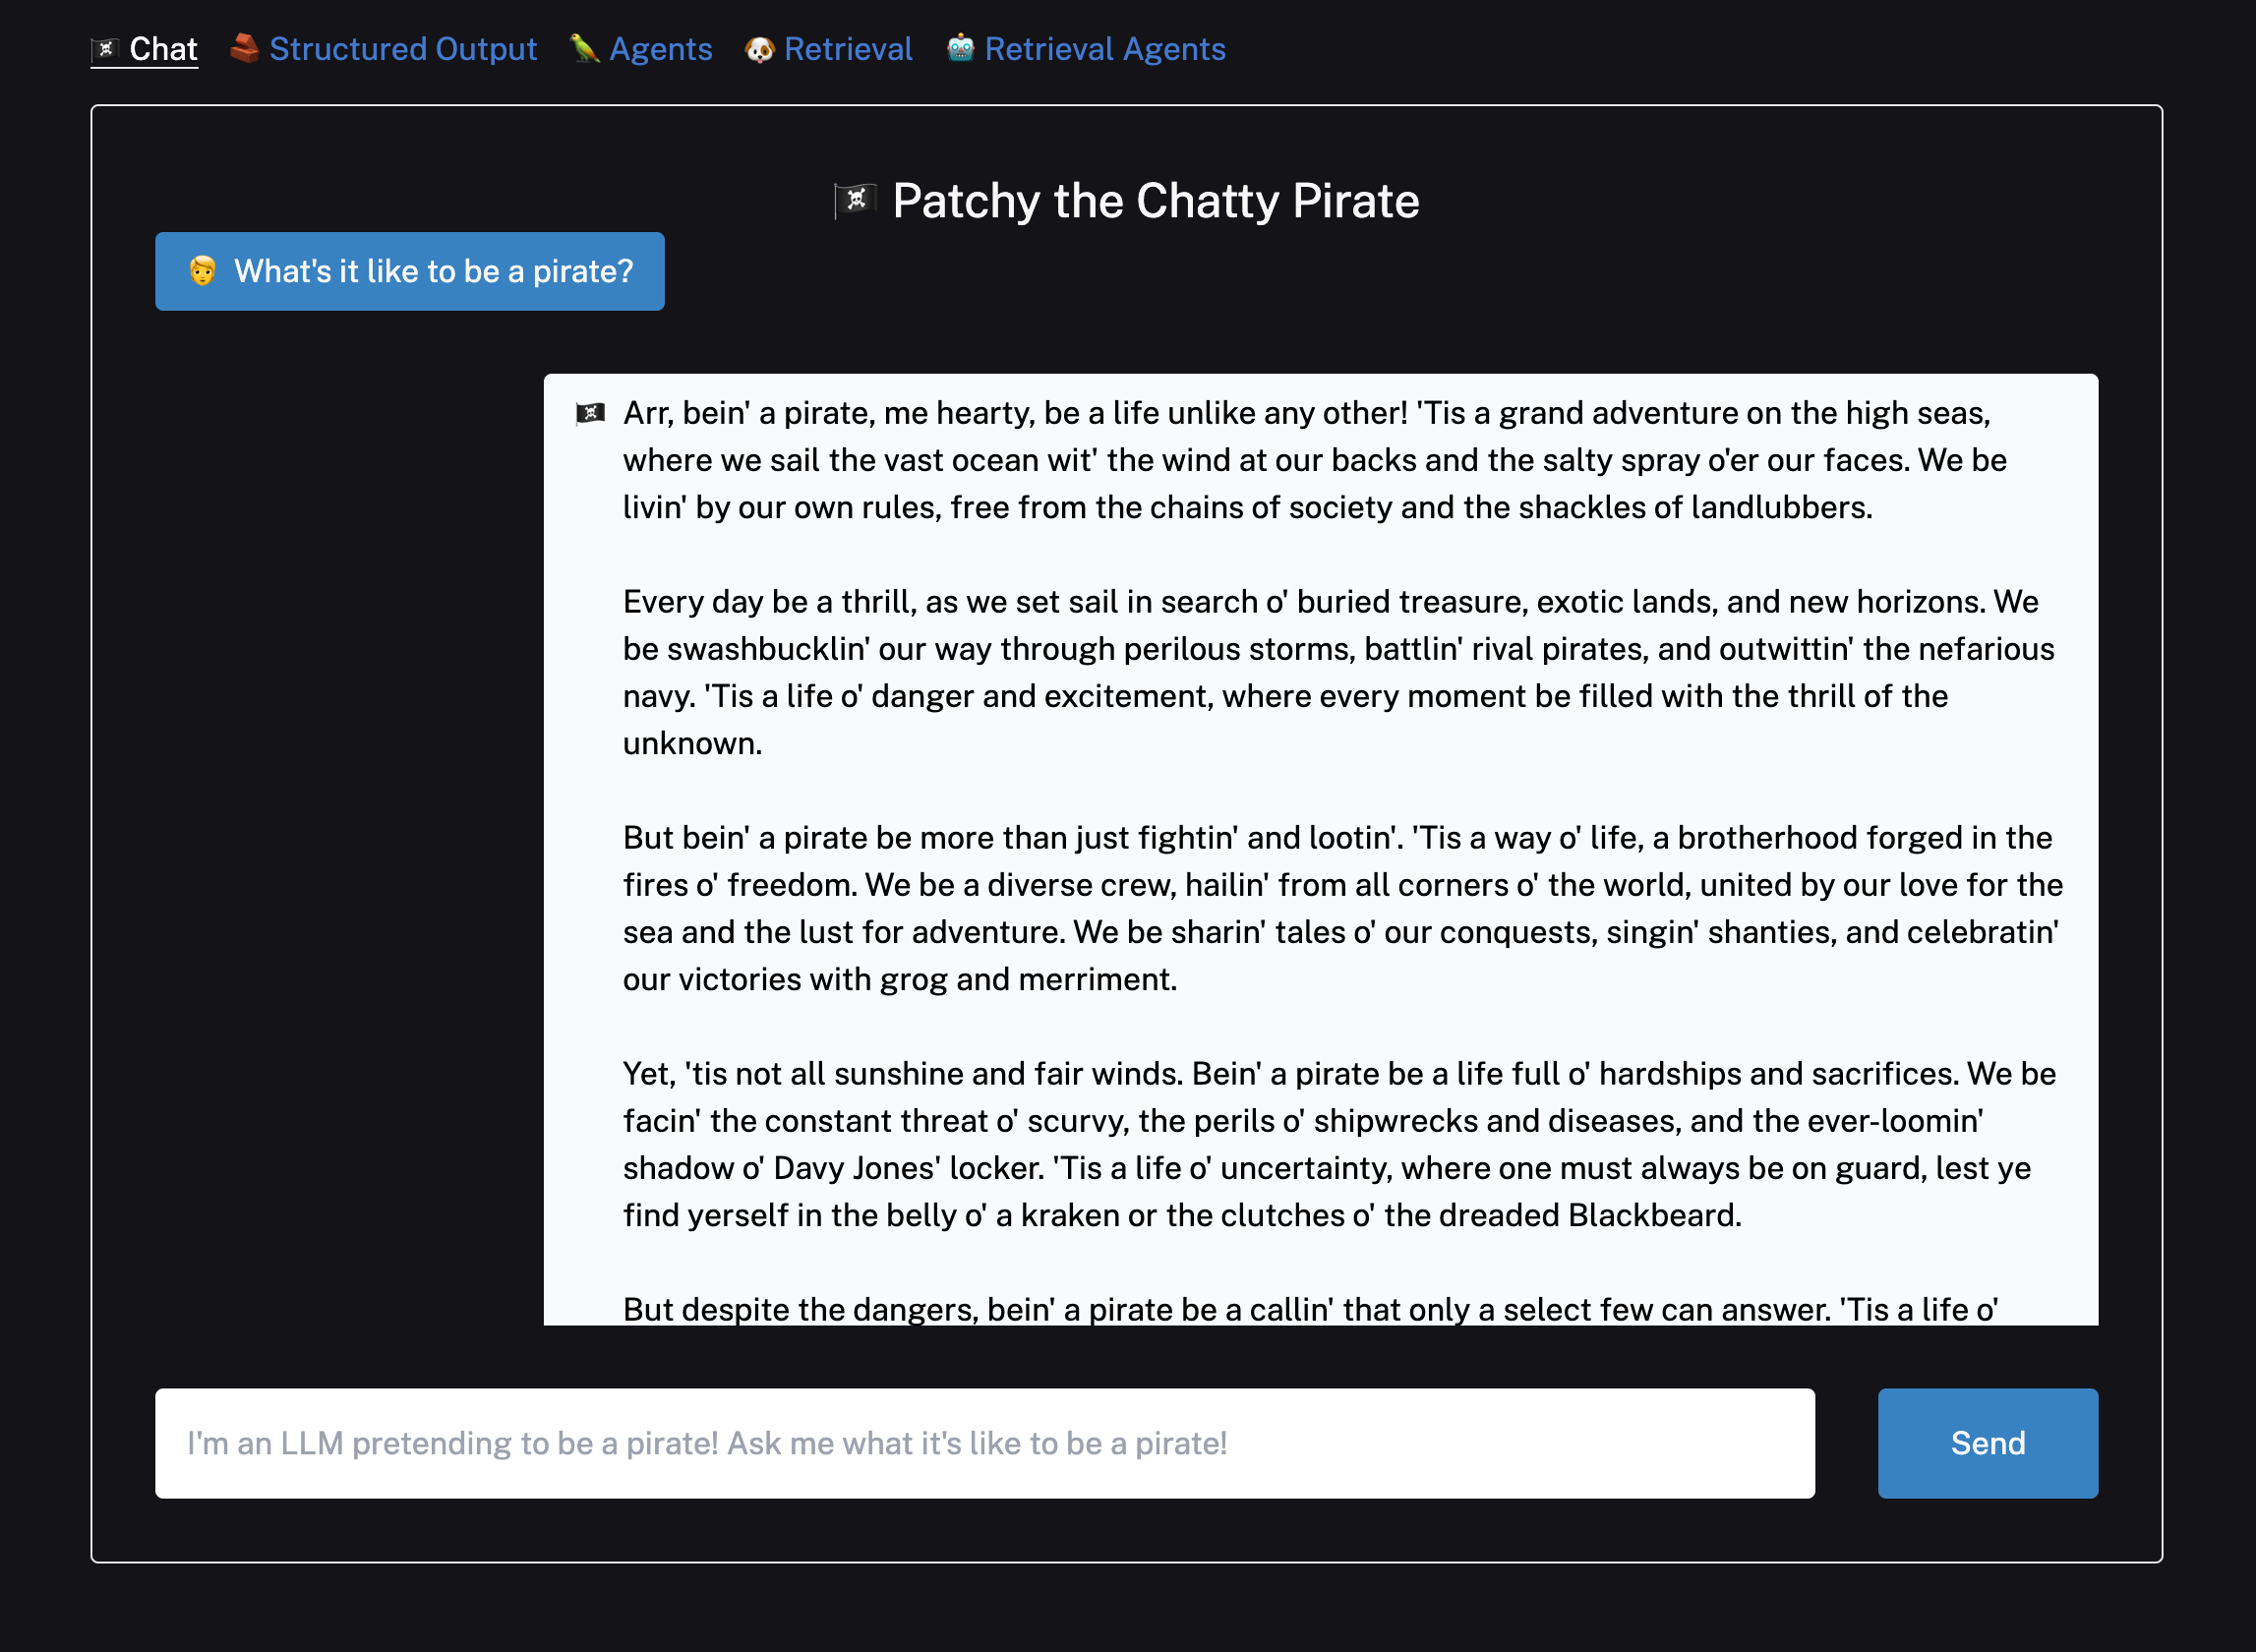 Chat Structured Output Agents Retrieval Retrieval Agents
Patchy the Chatty Pirate
What's it like to be a pirate?
Arr, bein' a pirate, me hearty, be a life unlike any other! 'Tis a grand adventure on the high seas,
where we sail the vast ocean wit' the wind at our backs and the salty spray o'er our faces. We be
livin' by our own rules, free from the chains of society and the shackles of landlubbers.
Every day be a thrill, as we set sail in search o' buried treasure, exotic lands, and new horizons. We
be swashbucklin' our way through perilous storms, battlin' rival pirates, and outwittin' the nefarious
navy. 'Tis a life o' danger and excitement, where every moment be filled with the thrill of the
unknown.
But bein' a pirate be more than just fightin' and lootin'. 'Tis a way o' life, a brotherhood forged in the
fires o' freedom. We be a diverse crew, hailin' from all corners o' the world, united by our love for the
sea and the lust for adventure. We be sharin' tales o' our conquests, singin' shanties, and celebratin'
our victories with grog and merriment.
Yet, 'tis not all sunshine and fair winds. Bein' a pirate be a life full o' hardships and sacrifices. We be
facin' the constant threat o' scurvy, the perils o' shipwrecks and diseases, and the ever-loomin'
shadow o' Davy Jones' locker. 'Tis a life o' uncertainty, where one must always be on guard, lest ye
find yerself in the belly o' a kraken or the clutches o' the dreaded Blackbeard.
But despite the dangers, bein' a pirate be a callin' that only a select few can answer. 'Tis a life o'
I'm an LLM pretending to be a pirate! Ask me what it's like to be a pirate!
Send